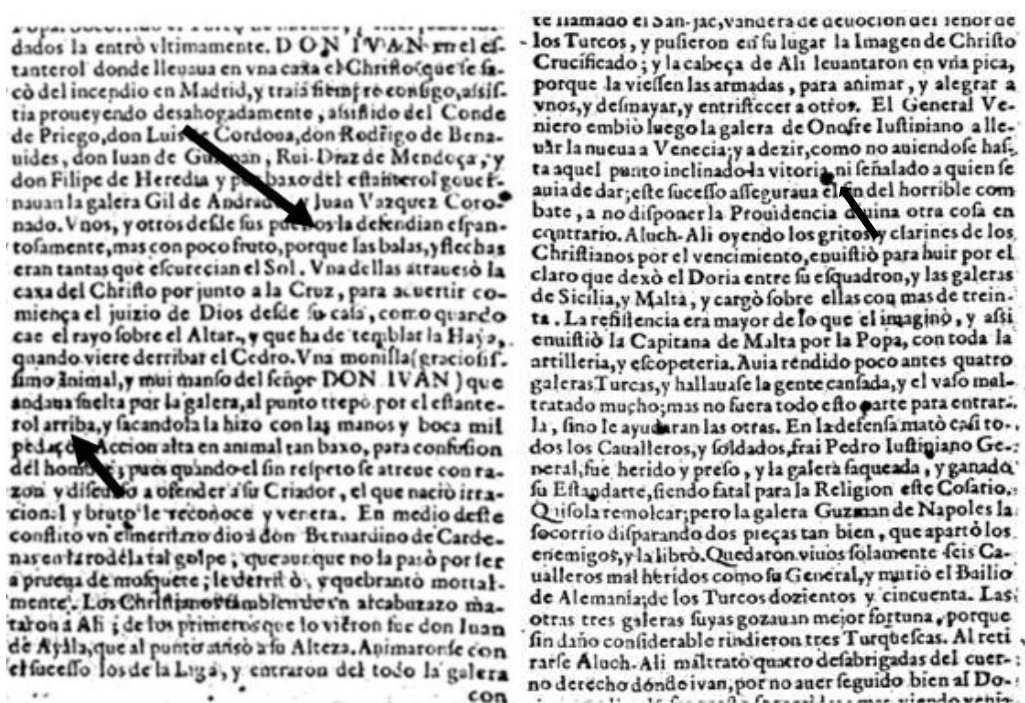 dados la entrò vltimamente. DON IVAN en el eſ-
tanterol donde lleuaua en vna caxa el Chriſto (que ſe ſa-
cò del incendio en Madrid, y traia ſiempre conſigo, aſsiſ-
tia proueyendo deſahogadamente, aſsiſtido del Conde
de Priego, don Luis de Cordoua, don Rodrigo de Bena-
uides, don Iuan de Guzman, Rui-Diaz de Mendoça, y
don Filipe de Heredia y por baxo del eſtanterol gouer-
nauan la galera Gil de Andrade y Juan Vazquez Coro-
nado. Vnos, y otros deſde ſus pueſtos la defendian eſpan-
toſamente, mas con poco fruto, porque las balas, y flechas
eran tantas que eſcurecian el Sol. Vna dellas atraueſò la
caxa del Chriſto por junto a la Cruz, para aduertir co-
miença el juizio de Dios deſde ſu caſa, como quando
cae el rayo ſobre el Altar, y que ha de temblar la Haya,
quando viere derribar el Cedro. Vna moniſla (gracioſiſ-
ſimo animal, y mui manſo del ſeñor DON IVAN) que
andaua ſuelta por la galera, al punto trepò por el eſtante-
rol arriba, y ſacandola la hizo con las manos y boca mil
pedaços. Accion alta en animal tan baxo, para confuſion
del hombre, pues quando el ſin reſpeto ſe atreue con ra-
zon y diſcurſo a ofender a ſu Criador, el que naciò irra-
cional y bruto le reconoce y venera. En medio deſte
conflito vn eſmeritazo dio a don Bernardino de Carde-
nas en la rodela tal golpe, que aunque no la paſò por ſer
a prueua de moſquete; le derribò, y quebrantò mortal-
mente. Los Chriſtianos tambien de vn arcabuzazo ma-
taron a Ali; de los primeros que lo vieron fue don Iuan
de Ayala, que al punto auisò a ſu Alteza. Animaronſe con
el ſuceſſo los de la Liga, y entraron del todo la galera
con
te llamado el San-jac, vandera de deuocion del ſeñor de
los Turcos, y puſieron en ſu lugar la Imagen de Chriſto
Crucificado; y la cabeça de Ali leuantaron en vna pica,
porque la vieſſen las armadas, para animar, y alegrar a
vnos, y deſmayar, y entriſtecer a otros. El General Ve-
niero embiò luego la galera de Onofre Iuſtiniano a lle-
uar la nueua a Venecia; y a dezir, como no auiendoſe haſ-
ta aquel punto inclinado la vitoria, ni ſeñalado a quien ſe
auia de dar; eſte ſuceſſo aſſeguraua el fin del horrible com
bate, a no diſponer la Prouidencia diuina otra coſa en
contrario. Aluch-Ali oyendo los gritos, y clarines de los
Chriſtianos por el vencimiento, enuiſtiò para huir por el
claro que dexò el Doria entre ſu eſquadron, y las galeras
de Sicilia, y Malta, y cargò ſobre ellas con mas de trein-
ta. La reſiſtencia era mayor de lo que el imaginò, y aſsi
enuiſtiò la Capitana de Malta por la Popa, con toda la
artilleria, y eſcopeteria. Auia rendido poco antes quatro
galeras Turcas, y hallauaſe la gente canſada, y el vaſo mal-
tratado mucho; mas no fuera todo eſto parte para entrar-
la, ſino le ayudaran las otras. En la defenſa matò caſi to-
dos los Caualleros, y ſoldados, frai Pedro Iuſtiniano Ge-
neral, fue herido y preſo, y la galera ſaqueada, y ganado
ſu Eſtandarte, ſiendo fatal para la Religion eſte Coſario.
Quiſola remolcar; pero la galera Guzman de Napoles la
ſocorrio diſparando dos pieças tan bien, que apartò los
enemigos, y la librò. Quedaron viuos ſolamente ſeis Ca-
ualleros mal heridos como ſu General, y murió el Bailio
de Alemania; de los Turcos dozientos y cincuenta. Las
otras tres galeras ſuyas gozauan mejor fortuna, porque
ſin daño conſiderable rindieron tres Turqueſcas. Al reti
rarſe Aluch-Ali maltratò quatro deſabrigadas del cuer-
no derecho donde ivan, por no auer ſeguido bien al Do-